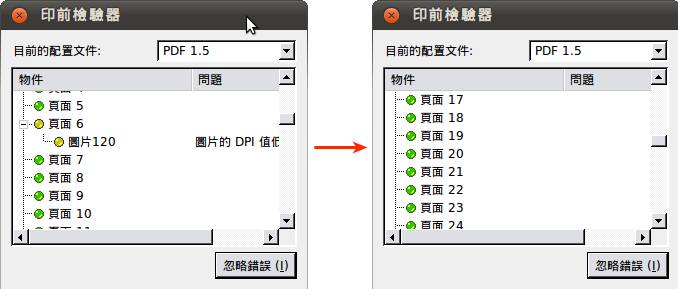 印前檢驗器
目前的配置文件: PDF 1.5
物件 問題
頁面 5
頁面 6
圖片120 圖片的 DPI 值
頁面 7
頁面 8
頁面 9
頁面 10
忽略錯誤 (I)
印前檢驗器
目前的配置文件: PDF 1.5
物件 問題
頁面 17
頁面 18
頁面 19
頁面 20
頁面 21
頁面 22
頁面 23
頁面 24
忽略錯誤 (I)